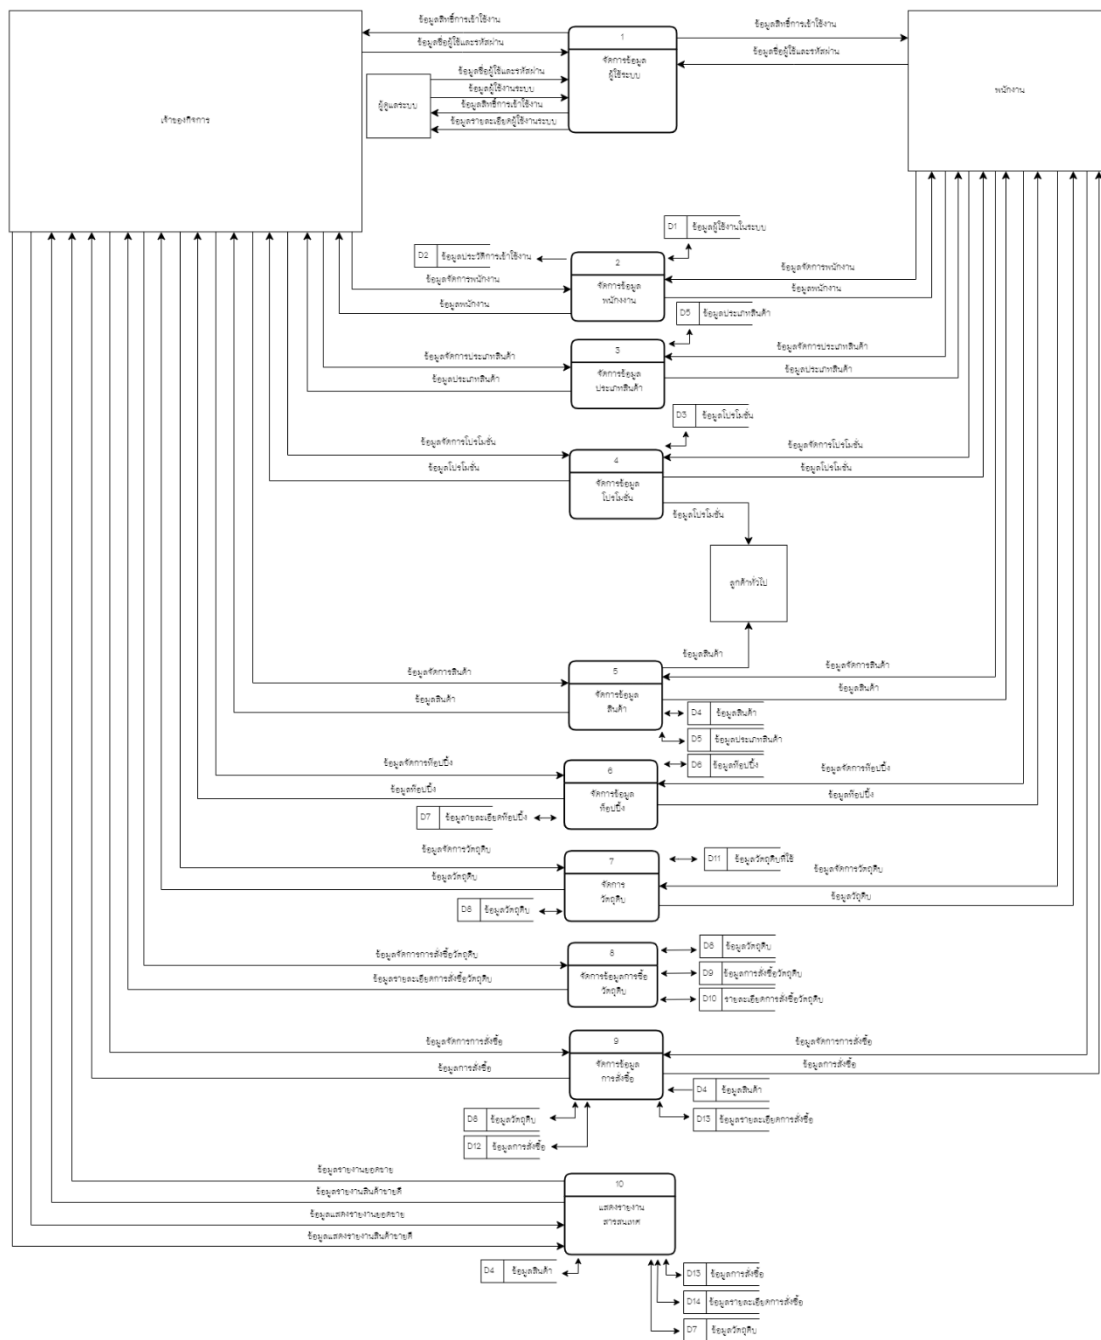 ข้อมูลสิทธิ์การเข้าใช้งาน
ข้อมูลชื่อผู้ใช้และรหัสผ่าน
1
จัดการข้อมูล
ผู้ใช้ระบบ
ข้อมูลสิทธิ์การเข้าใช้งาน
ข้อมูลชื่อผู้ใช้และรหัสผ่าน
เจ้าของกิจการ
ผู้ดูแลระบบ
ข้อมูลชื่อผู้ใช้และรหัสผ่าน
ข้อมูลผู้ใช้งานระบบ
ข้อมูลสิทธิ์การเข้าใช้งาน
ข้อมูลรายละเอียดผู้ใช้งานระบบ
พนักงาน
D1 ข้อมูลผู้ใช้งานในระบบ
D2 ข้อมูลประวัติการเข้าใช้งาน
2
จัดการข้อมูล
พนักงงาน
ข้อมูลจัดการพนักงาน
ข้อมูลพนักงาน
ข้อมูลจัดการพนักงาน
ข้อมูลพนักงาน
D5 ข้อมูลประเภทสินค้า
3
จัดการข้อมูล
ประเภทสินค้า
ข้อมูลจัดการประเภทสินค้า
ข้อมูลประเภทสินค้า
ข้อมูลจัดการประเภทสินค้า
ข้อมูลประเภทสินค้า
D3 ข้อมูลโปรโมชั่น
4
จัดการข้อมูล
โปรโมชั่น
ข้อมูลจัดการโปรโมชั่น
ข้อมูลโปรโมชั่น
ข้อมูลจัดการโปรโมชั่น
ข้อมูลโปรโมชั่น
ข้อมูลโปรโมชั่น
ลูกค้าทั่วไป
ข้อมูลสินค้า
5
จัดการข้อมูล
สินค้า
ข้อมูลจัดการสินค้า
ข้อมูลสินค้า
ข้อมูลจัดการสินค้า
ข้อมูลสินค้า
D4 ข้อมูลสินค้า
D5 ข้อมูลประเภทสินค้า
D6 ข้อมูลท๊อปปิ้ง
6
จัดการข้อมูล
ท๊อปปิ้ง
ข้อมูลจัดการท๊อปปิ้ง
ข้อมูลท๊อปปิ้ง
ข้อมูลจัดการท๊อปปิ้ง
ข้อมูลท๊อปปิ้ง
D7 ข้อมูลายละเอียดท๊อปปิ้ง
7
จัดการ
วัตถุดิบ
ข้อมูลจัดการวัตถุดิบ
ข้อมูลวัตถุดิบ
D11 ข้อมูลวัตถุดิบที่ใช้
ข้อมูลจัดการวัตถุดิบ
ข้อมูลวัถุดิบ
D8 ข้อมูลวัตถุดิบ
8
จัดการข้อมูลการซื้อ
วัตถุดิบ
ข้อมูลจัดการการสั่งซื้อวัตถุดิบ
ข้อมูลรายละเอียดการสั่งซื้อวัตถุดิบ
D8 ข้อมูลวัตถุดิบ
D9 ข้อมูลการสั่งซื้อวัตถุดิบ
D10 รายละเอียดการสั่งซื้อวัตถุดิบ
9
จัดการข้อมูล
การสั่งซื้อ
ข้อมูลจัดการการสั่งซื้อ
ข้อมูลการสั่งซื้อ
ข้อมูลจัดการการสั่งซื้อ
ข้อมูลการสั่งซื้อ
D4 ข้อมูลสินค้า
D8 ข้อมูลวัตถุดิบ
D13 ข้อมูลรายละเอียดการสั่งซื้อ
D12 ข้อมูลการสั่งซื้อ
10
แสดงรายงาน
สารสนเทศ
ข้อมูลรายงานยอดขาย
ข้อมูลรายงานสินค้าขายดี
ข้อมูลแสดงรายงานยอดขาย
ข้อมูลแสดงรายงานสินค้าขายดี
D4 ข้อมูลสินค้า
D13 ข้อมูลการสั่งซื้อ
D14 ข้อมูลรายละเอียดการสั่งซื้อ
D7 ข้อมูลวัตถุดิบ